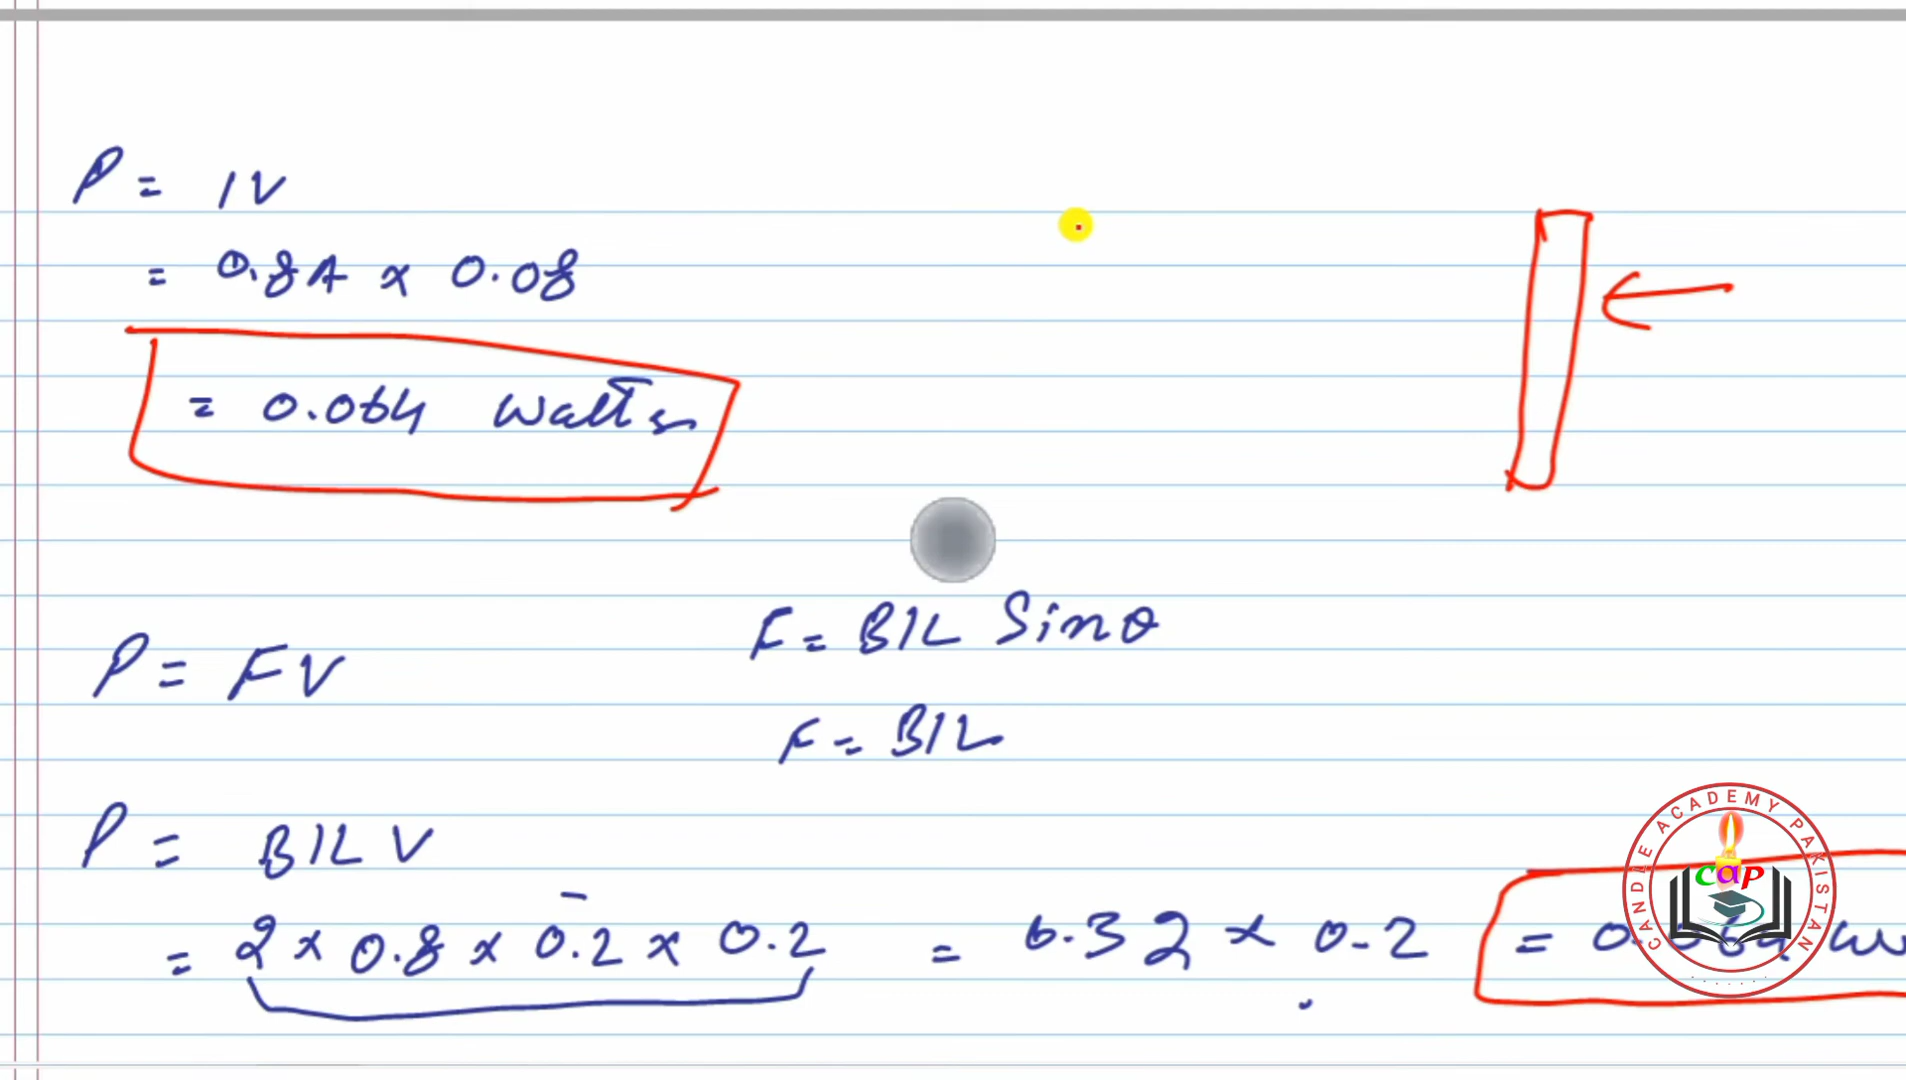 P = IV
= 0.8A x 0.08
= 0.064 watts
F = BIL Sinθ
P = FV
F = BIL
P = BIL V
= 2 x 0.8 x 0.2 x 0.2 = 0.32 x 0.2 =
CANDLE ACADEMY PAKISTAN
CAP